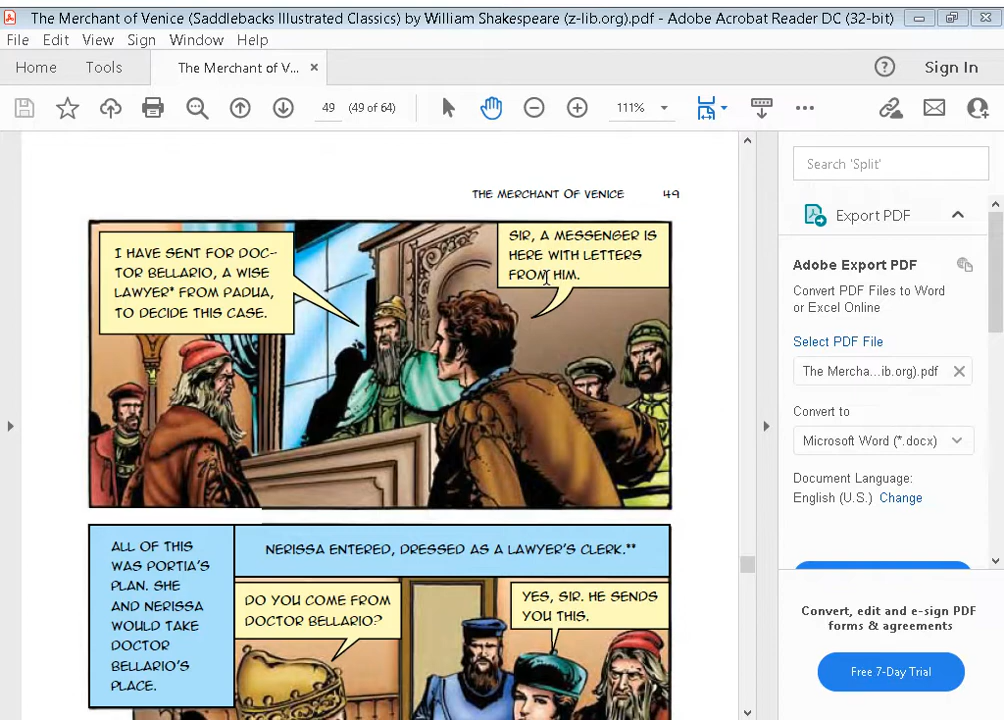 The Merchant of Venice (Saddlebacks Illustrated Classics) by William Shakespeare (z-lib.org).pdf - Adobe Acrobat Reader DC (32-bit)
File Edit View Sign Window Help
Home Tools The Merchant of V... × Sign In
49 (49 of 64) 111%
THE MERCHANT OF VENICE 49
I HAVE SENT FOR DOC-
TOR BELLARIO, A WISE
LAWYER* FROM PADUA,
TO DECIDE THIS CASE.
SIR, A MESSENGER IS
HERE WITH LETTERS
FROM HIM.
ALL OF THIS
WAS PORTIA'S
PLAN. SHE
AND NERISSA
WOULD TAKE
DOCTOR
BELLARIO'S
PLACE.
NERISSA ENTERED, DRESSED AS A LAWYER'S CLERK.**
DO YOU COME FROM
DOCTOR BELLARIO?
YES, SIR. HE SENDS
YOU THIS.
Search 'Split'
Export PDF
Adobe Export PDF
Convert PDF Files to Word
or Excel Online
Select PDF File
The Mercha...ib.org).pdf
Convert to
Microsoft Word (*.docx)
Document Language:
English (U.S.) Change
Convert, edit and e-sign PDF
forms & agreements
Free 7-Day Trial